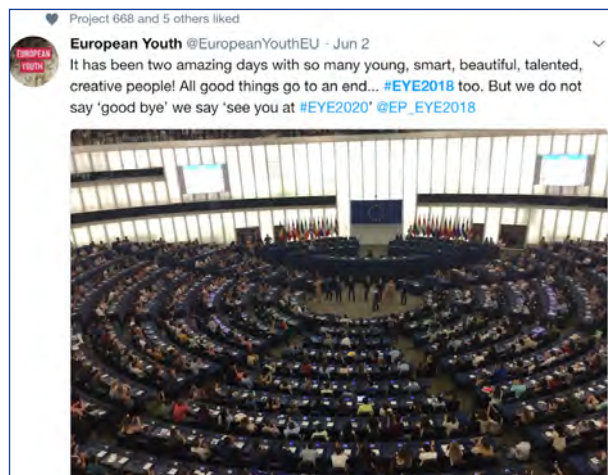 Project 668 and 5 others liked
European Youth @EuropeanYouthEU · Jun 2
EUROPEAN
YOUTH
It has been two amazing days with so many young, smart, beautiful, talented,
creative people! All good things go to an end... #EYE2018 too. But we do not
say ‘good bye’ we say ‘see you at #EYE2020’ @EP_EYE2018